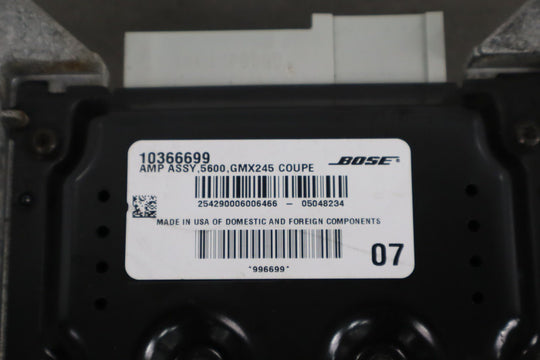 10366699
AMP ASSY,5600,GMX245 COUPE
BOSE
254290006006466 - 05048234
MADE IN USA OF DOMESTIC AND FOREIGN COMPONENTS
07
*996699*